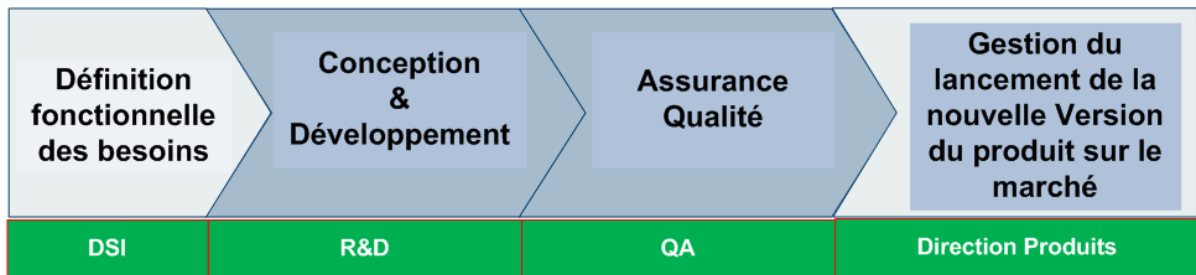 Définition
fonctionnelle
des besoins
Conception
&
Développement
Assurance
Qualité
Gestion du
lancement de la
nouvelle Version
du produit sur le
marché
DSI
R&D
QA
Direction Produits